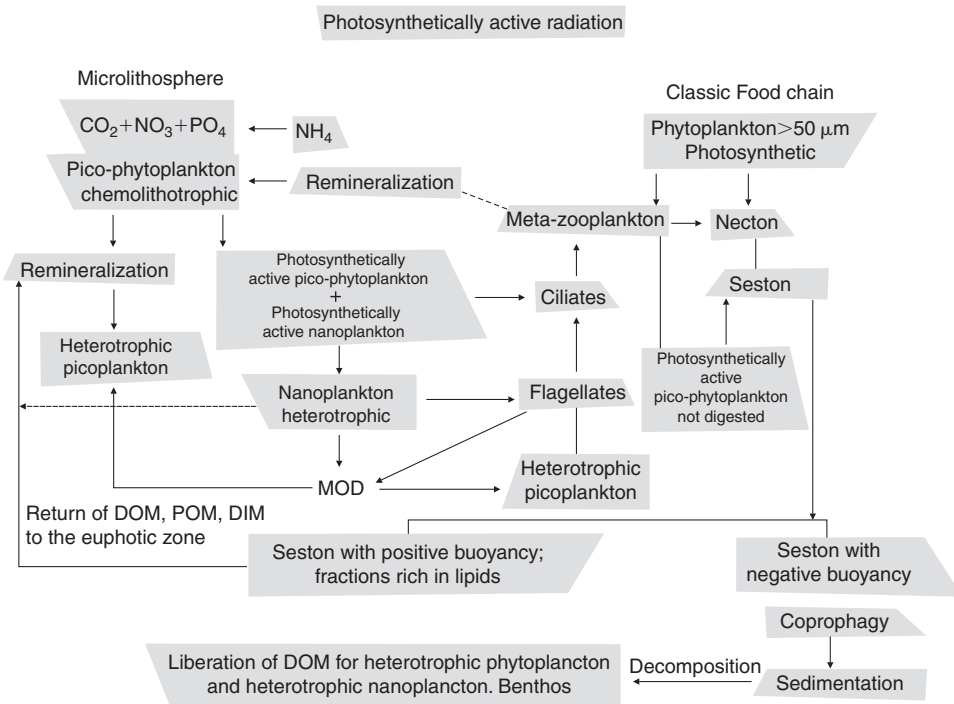 Photosynthetically active radiation
Microlithosphere
CO₂+NO₃+PO₄
NH₄
Pico-phytoplankton
chemolithotrophic
Remineralization
Classic Food chain
Phytoplankton>50 μm
Photosynthetic
Meta-zooplankton
Necton
Remineralization
Photosynthetically
active pico-phytoplankton
+
Photosynthetically
active nanoplankton
Ciliates
Seston
Heterotrophic
picoplankton
Photosynthetically
active
pico-phytoplankton
not digested
Nanoplankton
heterotrophic
Flagellates
MOD
Heterotrophic
picoplankton
Return of DOM, POM, DIM
to the euphotic zone
Seston with positive buoyancy;
fractions rich in lipids
Seston with
negative buoyancy
Coprophagy
Liberation of DOM for heterotrophic phytoplancton
and heterotrophic nanoplancton. Benthos
Decomposition
Sedimentation